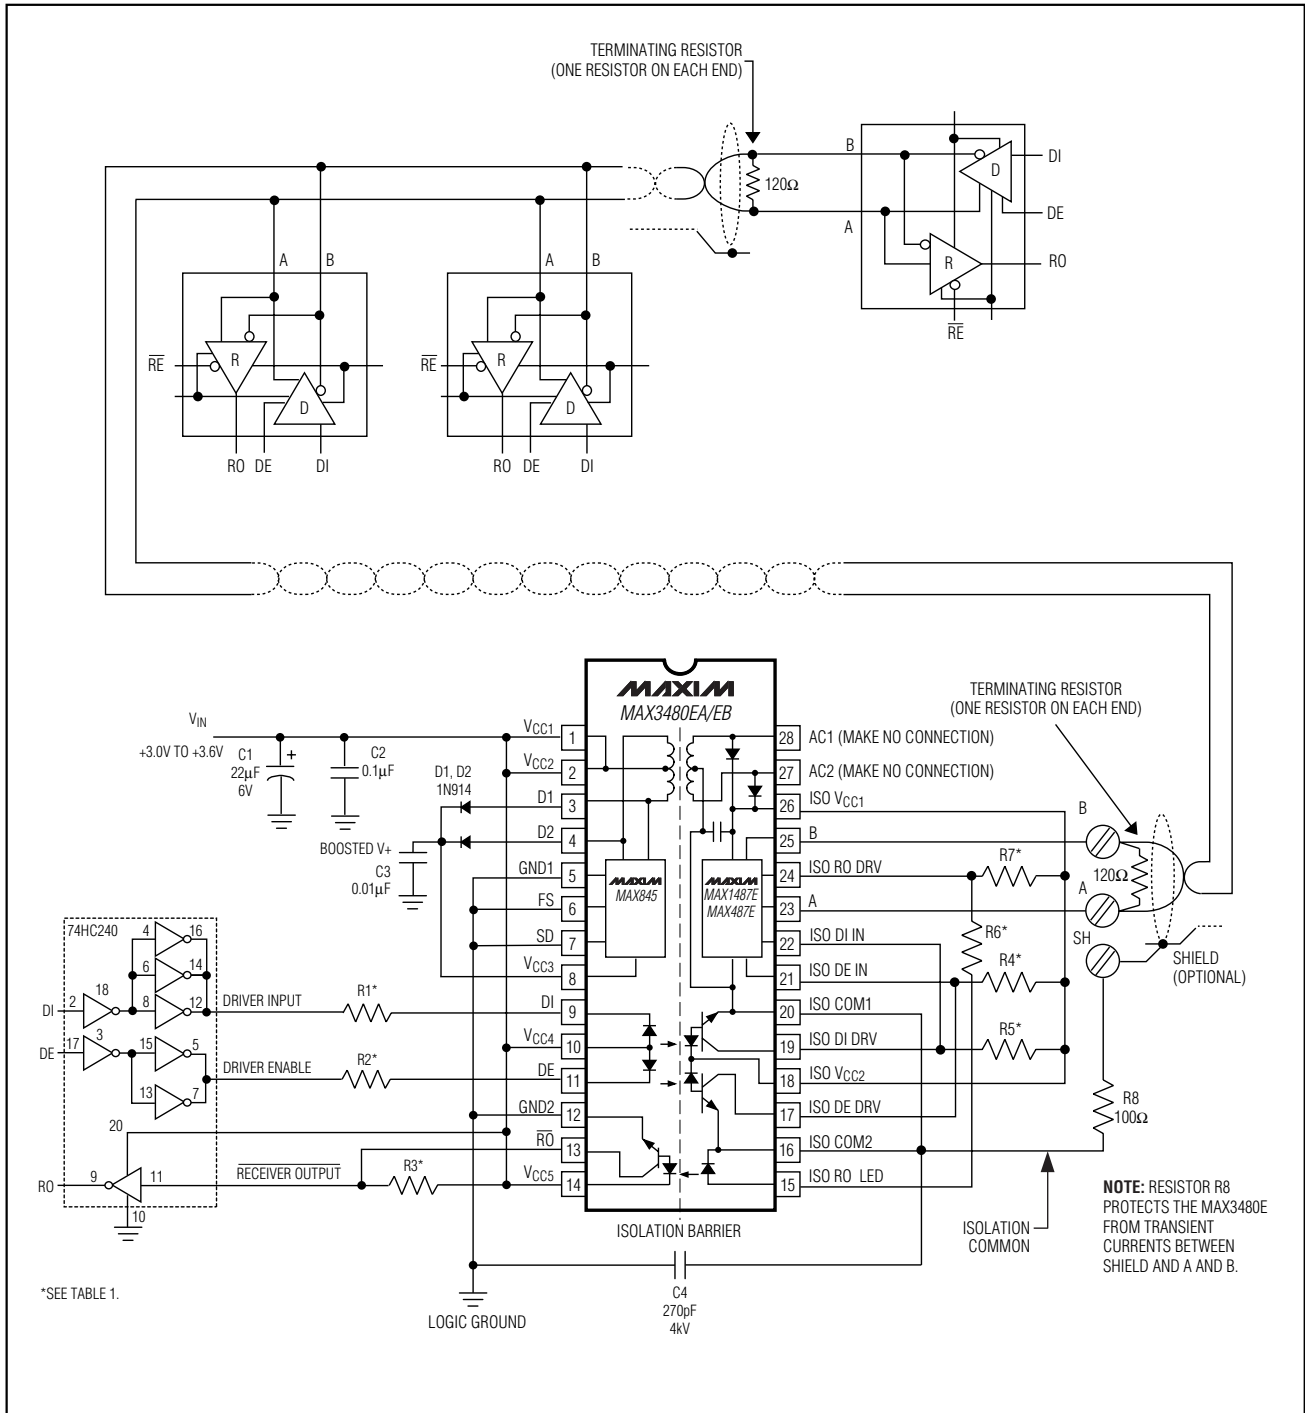 TERMINATING RESISTOR
(ONE RESISTOR ON EACH END)
B
DI
D
120Ω
DE
A
R
RO
RE
A B
A B
RE
R
D
RE
R
D
RO DE DI
RO DE DI
MAXIM
MAX3480EA/EB
TERMINATING RESISTOR
(ONE RESISTOR ON EACH END)
VIN
+3.0V TO +3.6V
C1
22µF
6V
C2
0.1µF
D1, D2
1N914
BOOSTED V+
C3
0.01µF
VCC1 1
VCC2 2
D1 3
D2 4
GND1 5
FS 6
SD 7
VCC3 8
DI 9
VCC4 10
DE 11
GND2 12
RO 13
VCC5 14
MAXIM
MAX845
MAXIM
MAX1487E
MAX487E
28 AC1 (MAKE NO CONNECTION)
27 AC2 (MAKE NO CONNECTION)
26 ISO VCC1
25 B
24 ISO RO DRV
23 A
22 ISO DI IN
21 ISO DE IN
20 ISO COM1
19 ISO DI DRV
18 ISO VCC2
17 ISO DE DRV
16 ISO COM2
15 ISO RO LED
R7*
R6*
R4*
R5*
B
120Ω
A
SH
SHIELD
(OPTIONAL)
R8
100Ω
74HC240
4 16
6 14
18
DI 2 8 12 DRIVER INPUT R1*
3
DE 17 15 5
DRIVER ENABLE R2*
13 7
20
RO 9 11 RECEIVER OUTPUT R3*
10
ISOLATION BARRIER
ISOLATION
COMMON
NOTE: RESISTOR R8
PROTECTS THE MAX3480E
FROM TRANSIENT
CURRENTS BETWEEN
SHIELD AND A AND B.
*SEE TABLE 1.
LOGIC GROUND
C4
270pF
4kV